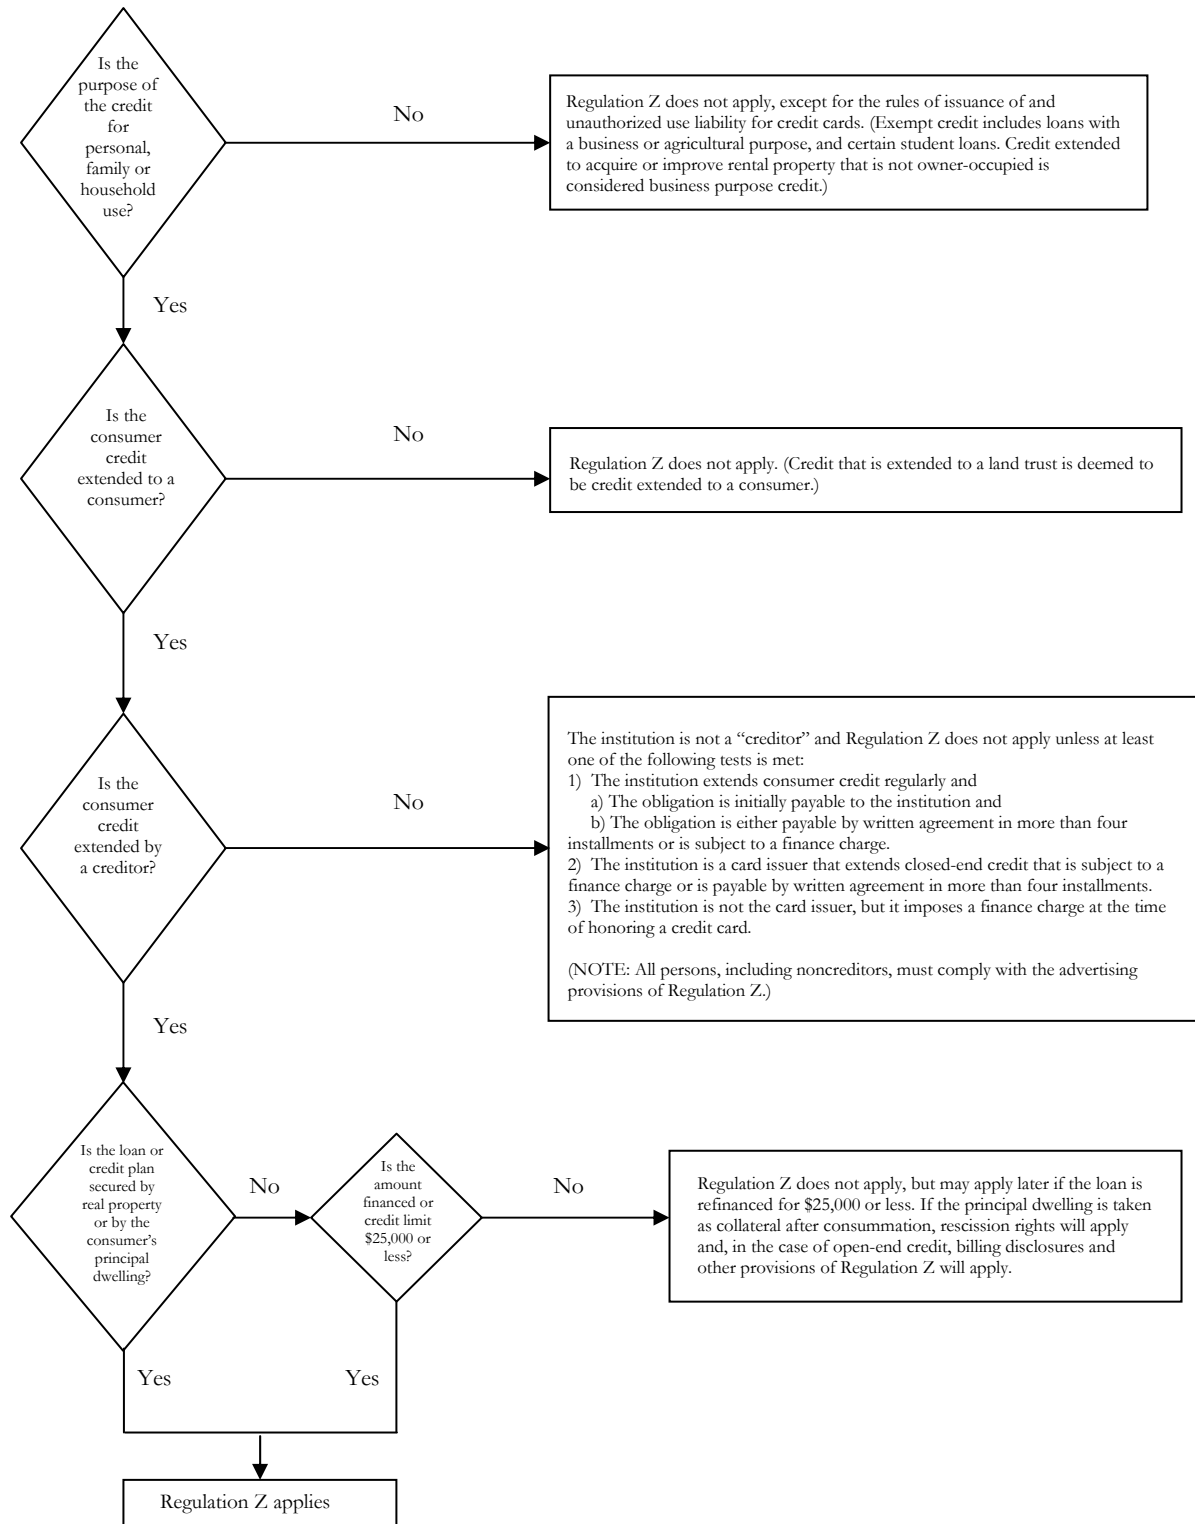 Is the
purpose of
the credit
for
personal,
family or
household
use?
No
Regulation Z does not apply, except for the rules of issuance of and
unauthorized use liability for credit cards. (Exempt credit includes loans with
a business or agricultural purpose, and certain student loans. Credit extended
to acquire or improve rental property that is not owner-occupied is
considered business purpose credit.)
Yes
Is the
consumer
credit
extended to a
consumer?
No
Regulation Z does not apply. (Credit that is extended to a land trust is deemed to
be credit extended to a consumer.)
Yes
Is the
consumer
credit
extended by
a creditor?
No
The institution is not a “creditor” and Regulation Z does not apply unless at least
one of the following tests is met:
1) The institution extends consumer credit regularly and
a) The obligation is initially payable to the institution and
b) The obligation is either payable by written agreement in more than four
installments or is subject to a finance charge.
2) The institution is a card issuer that extends closed-end credit that is subject to a
finance charge or is payable by written agreement in more than four installments.
3) The institution is not the card issuer, but it imposes a finance charge at the time
of honoring a credit card.
(NOTE: All persons, including noncreditors, must comply with the advertising
provisions of Regulation Z.)
Yes
Is the loan or
credit plan
secured by
real property
or by the
consumer’s
principal
dwelling?
No
Is the
amount
financed or
credit limit
$25,000 or
less?
No
Regulation Z does not apply, but may apply later if the loan is
refinanced for $25,000 or less. If the principal dwelling is taken
as collateral after consummation, rescission rights will apply
and, in the case of open-end credit, billing disclosures and
other provisions of Regulation Z will apply.
Yes
Yes
Regulation Z applies